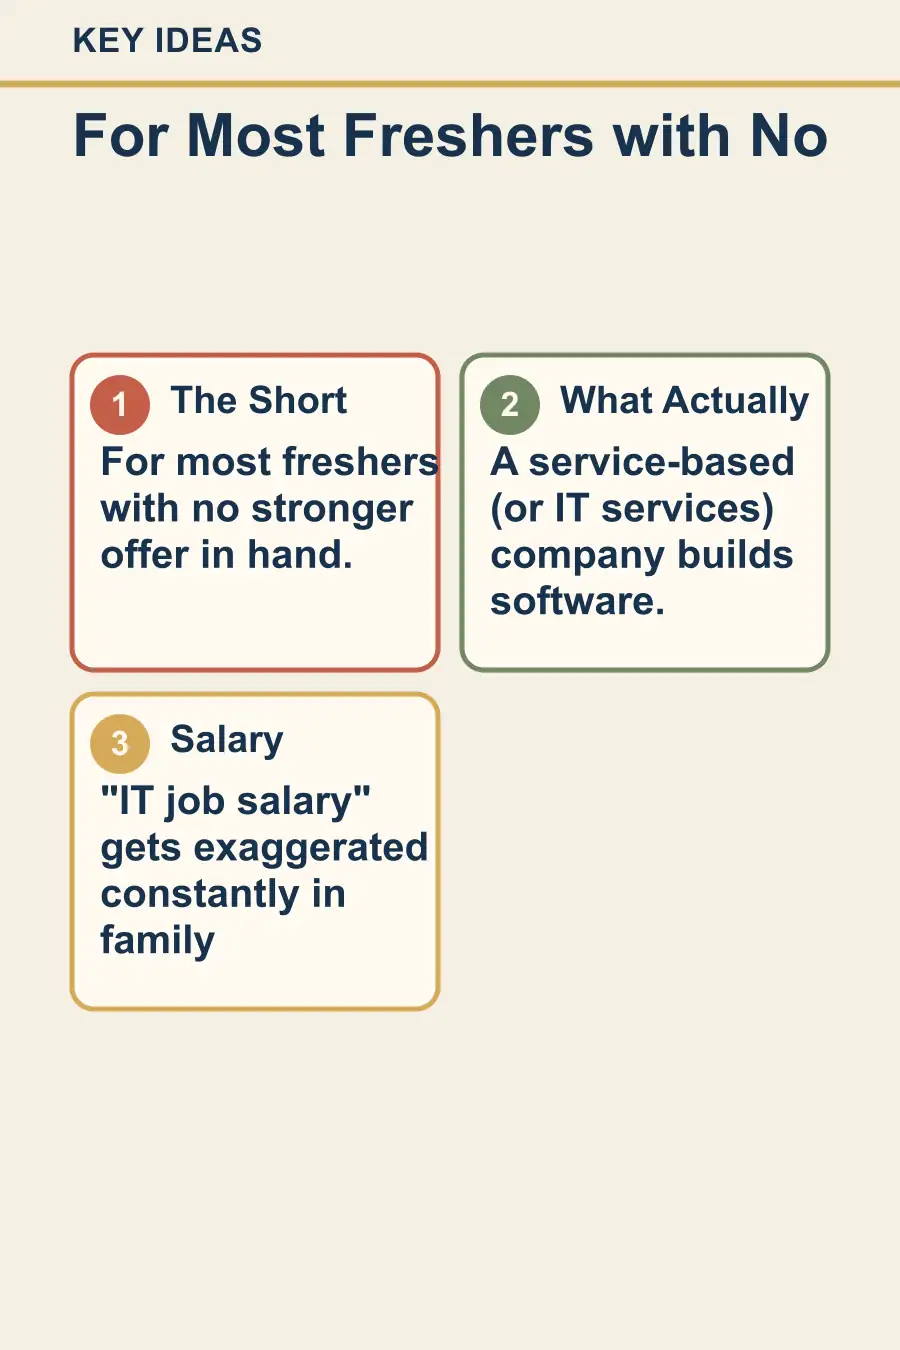 KEY IDEAS
For Most Freshers with No
1 The Short
For most freshers
with no stronger
offer in hand.
2 What Actually
A service-based
(or IT services)
company builds
software.
3 Salary
"IT job salary"
gets exaggerated
constantly in
family